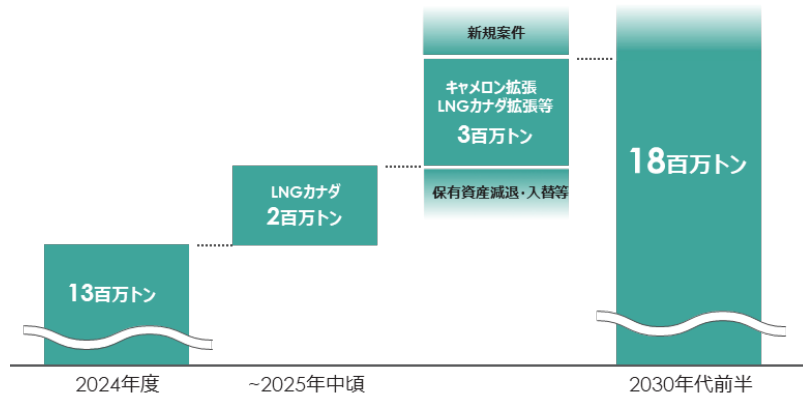 新規案件
キャメロン拡張
LNGカナダ拡張等
3百万トン
18百万トン
LNGカナダ
2百万トン
保有資産減退・入替等
13百万トン
2024年度
~2025年中頃
2030年代前半